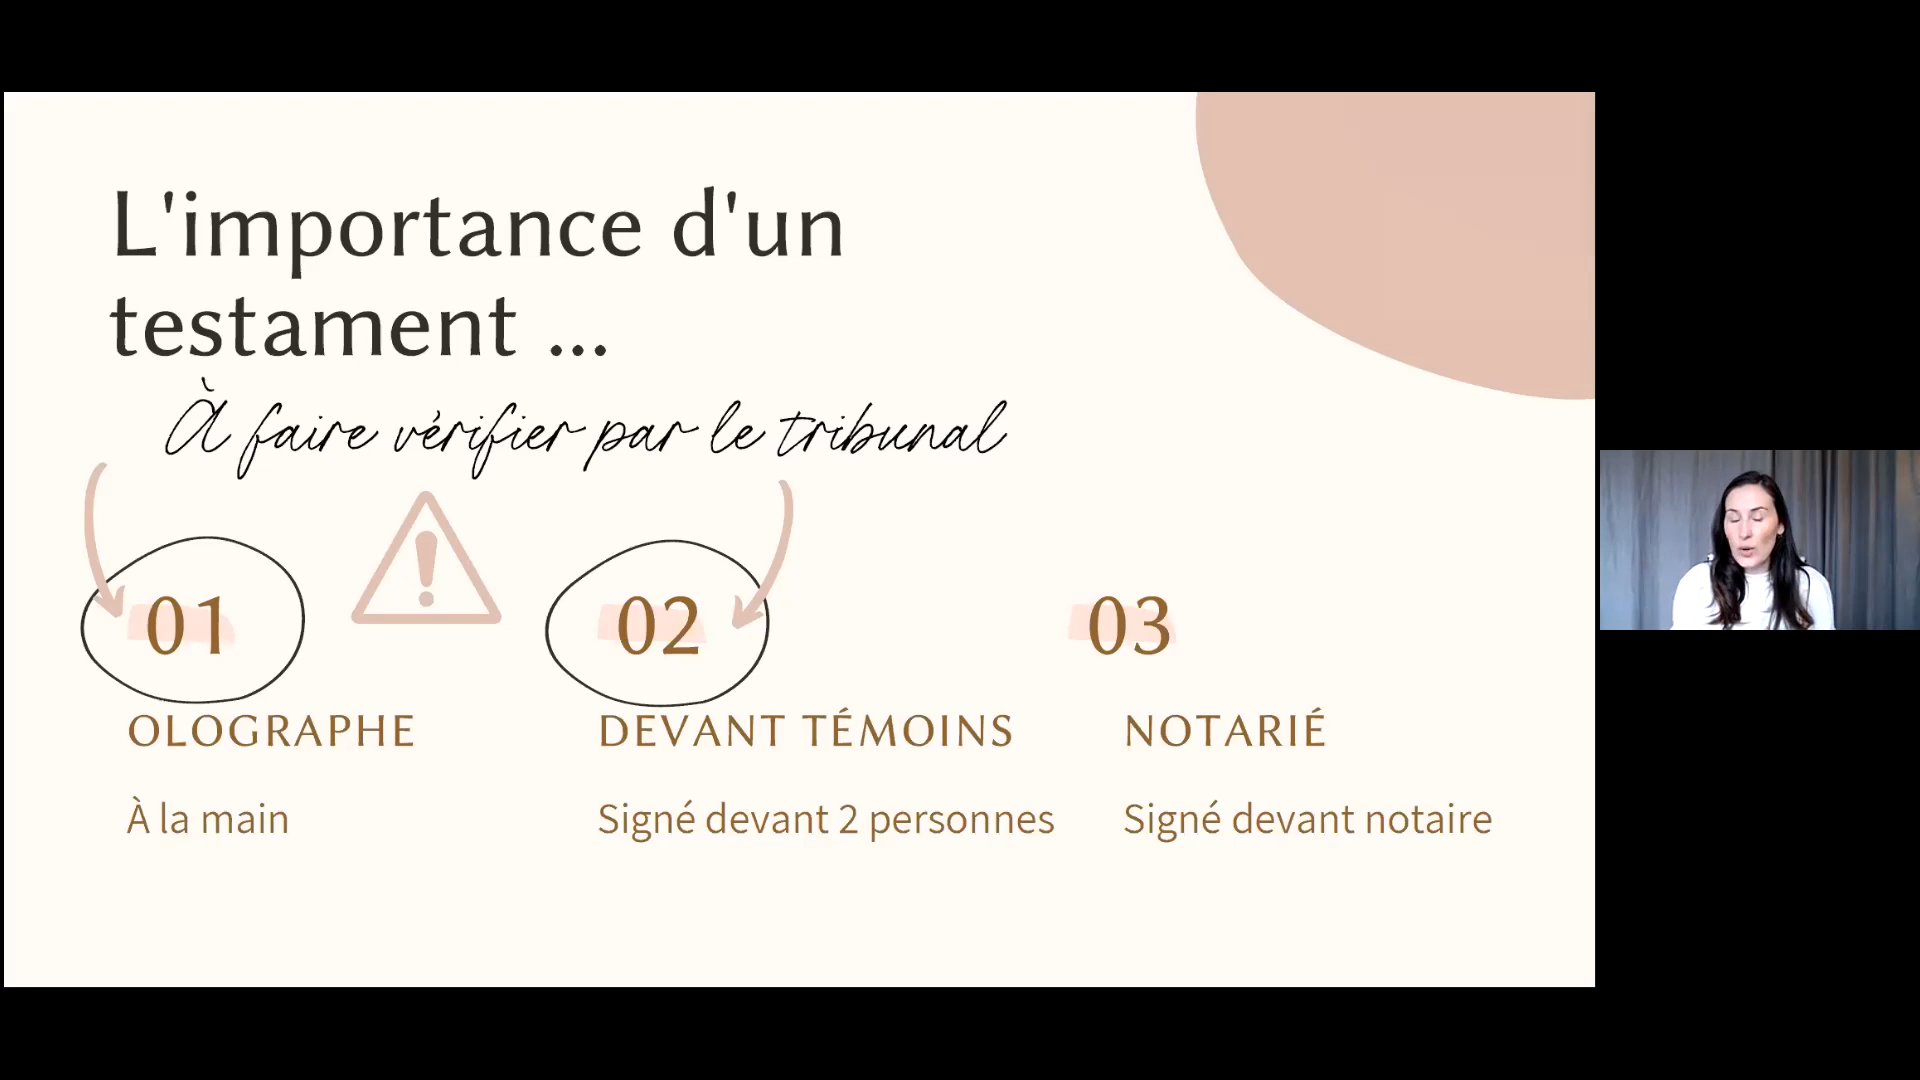 L'importance d'un
testament ...
À faire vérifier par le tribunal
01
02
03
OLOGRAPHE
DEVANT TÉMOINS
NOTARIÉ
À la main
Signé devant 2 personnes
Signé devant notaire